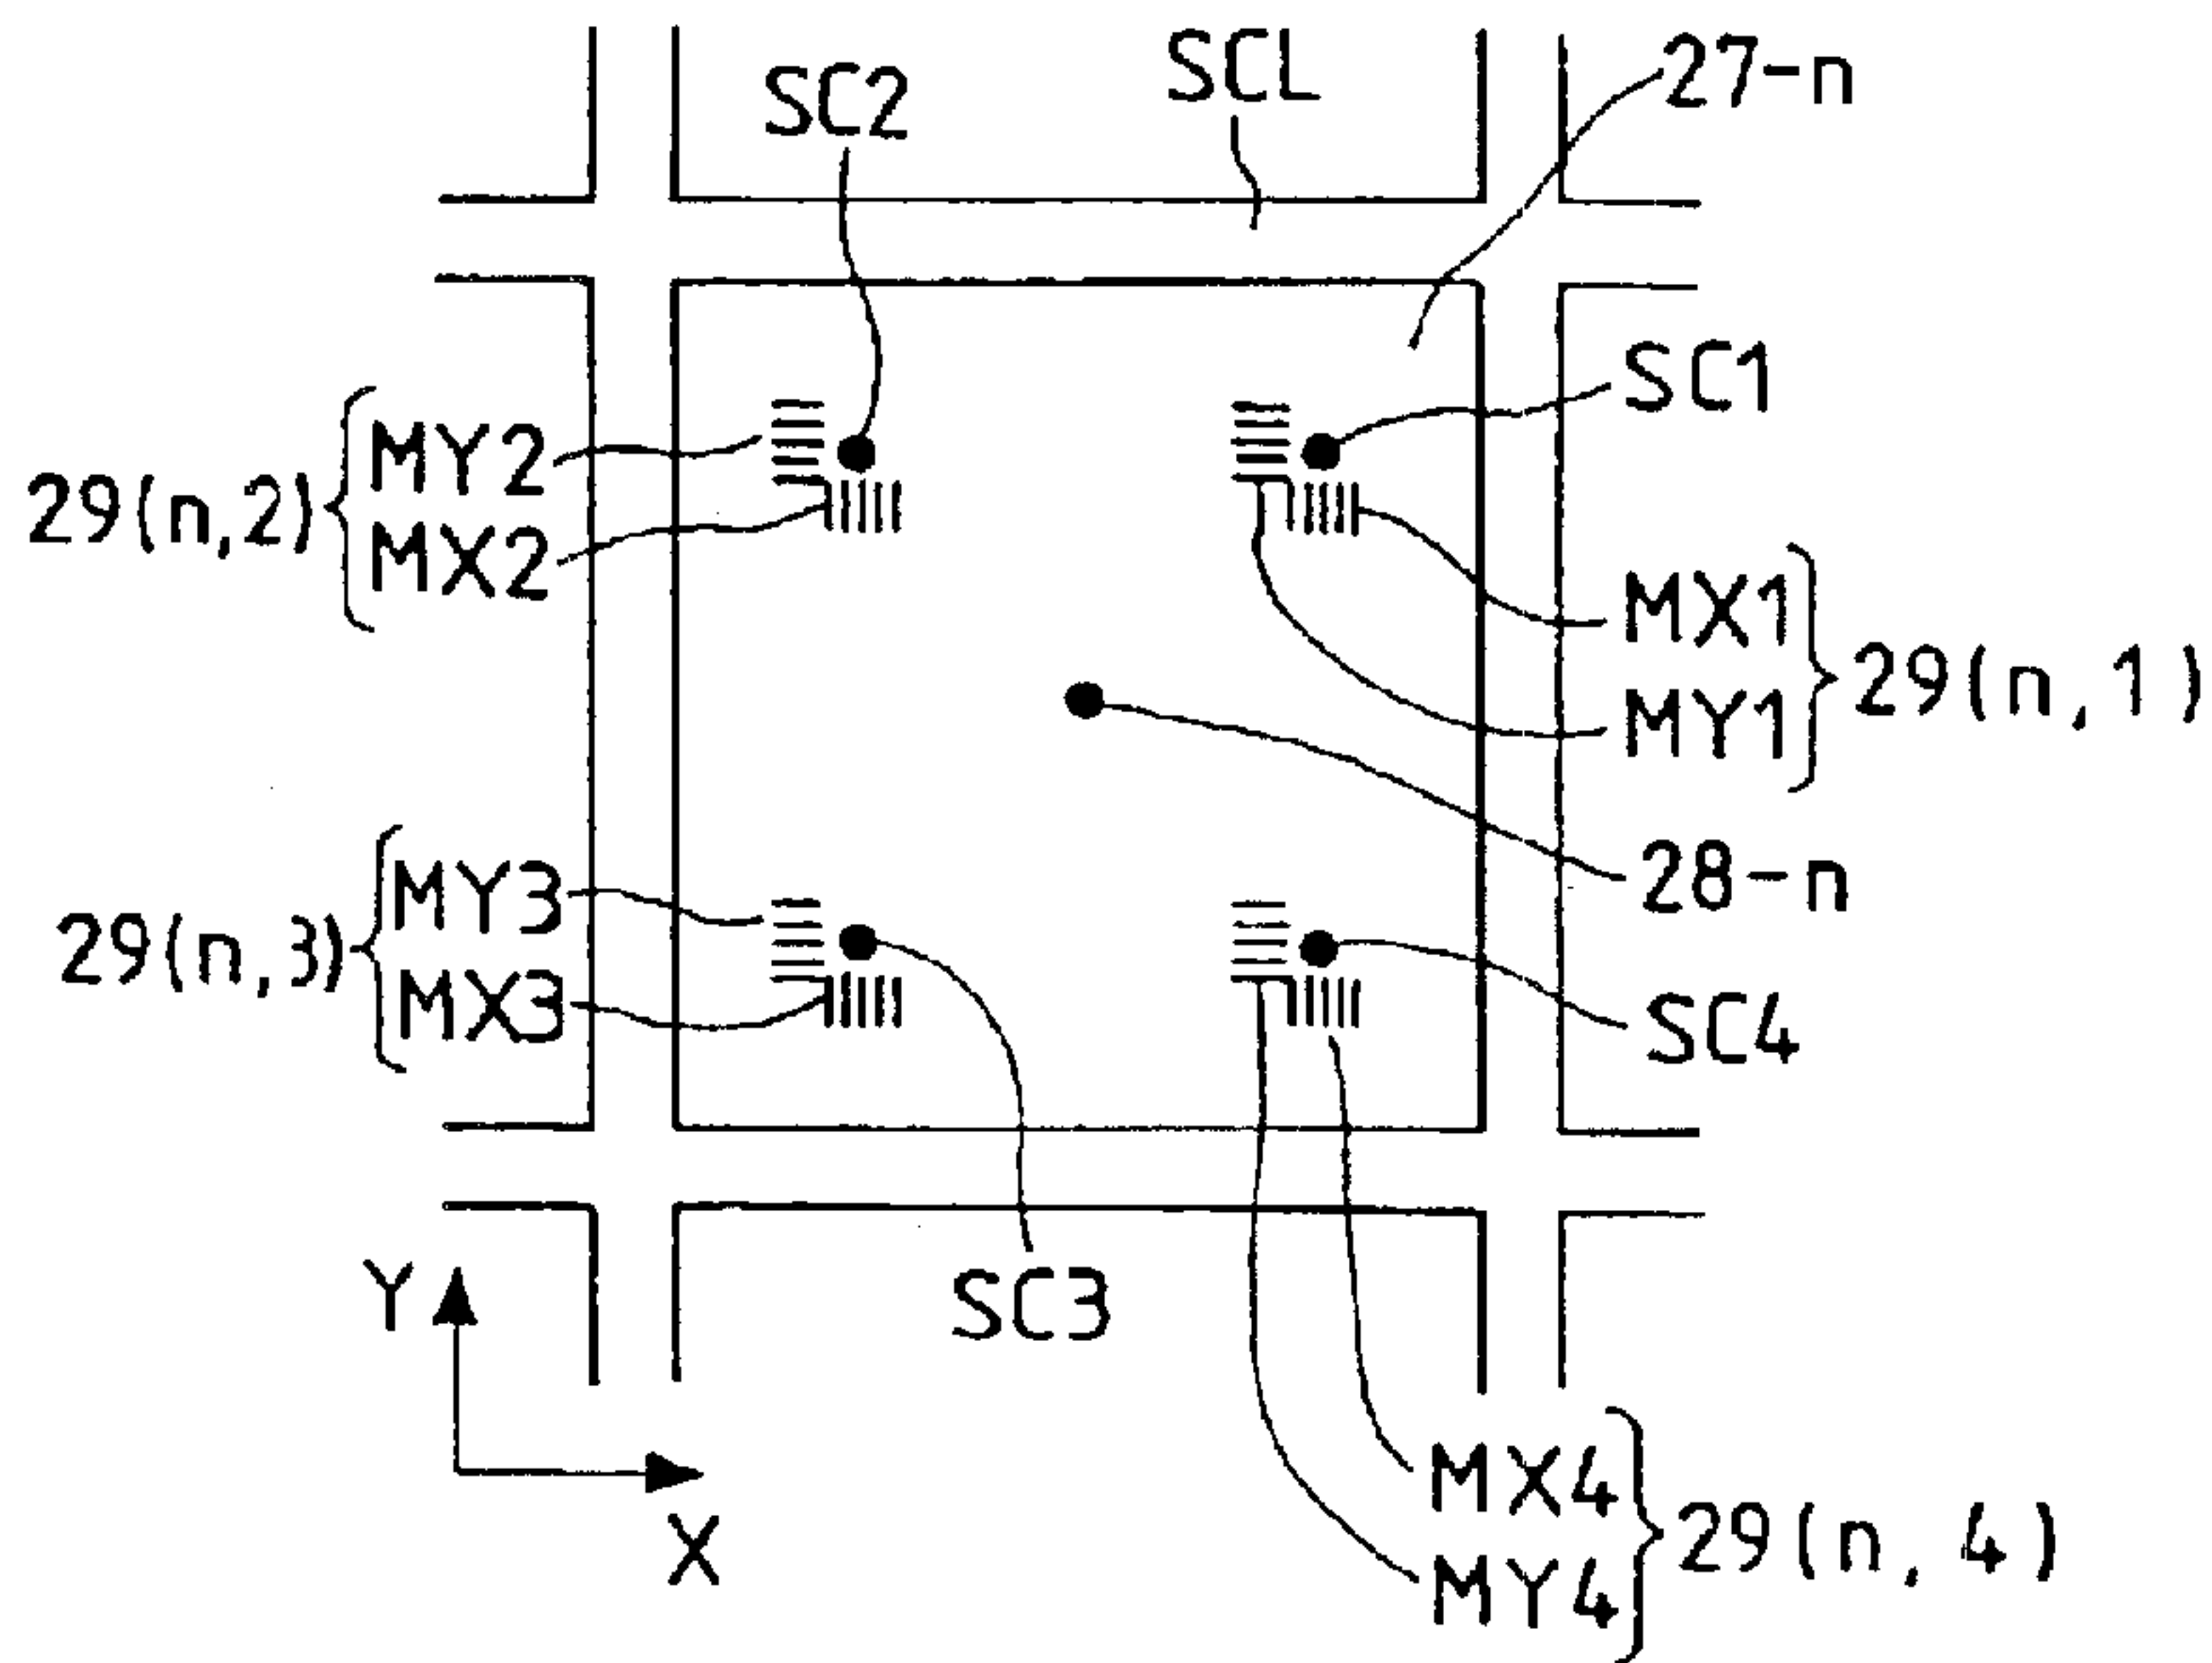 SCL
27-n
SC2
SC1
MY2
29(n,2)
MX2
MX1
29(n,1)
MY1
28-n
MY3
29(n,3)
MX3
SC4
SC3
Y
X
MX4
29(n,4)
MY4